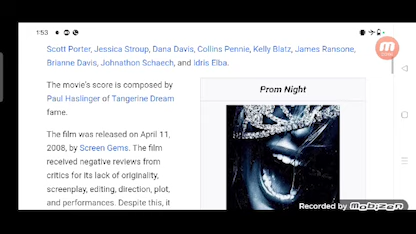 1:53
Scott Porter, Jessica Stroup, Dana Davis, Collins Pennie, Kelly Blatz, James Ransone,
Brianne Davis, Johnathon Schaech, and Idris Elba.
The movie's score is composed by
Paul Haslinger of Tangerine Dream
fame.
The film was released on April 11,
2008, by Screen Gems. The film
received negative reviews from
critics for its lack of originality,
screenplay, editing, direction, plot,
and performances. Despite this, it
Prom Night
Recorded by Mobizen